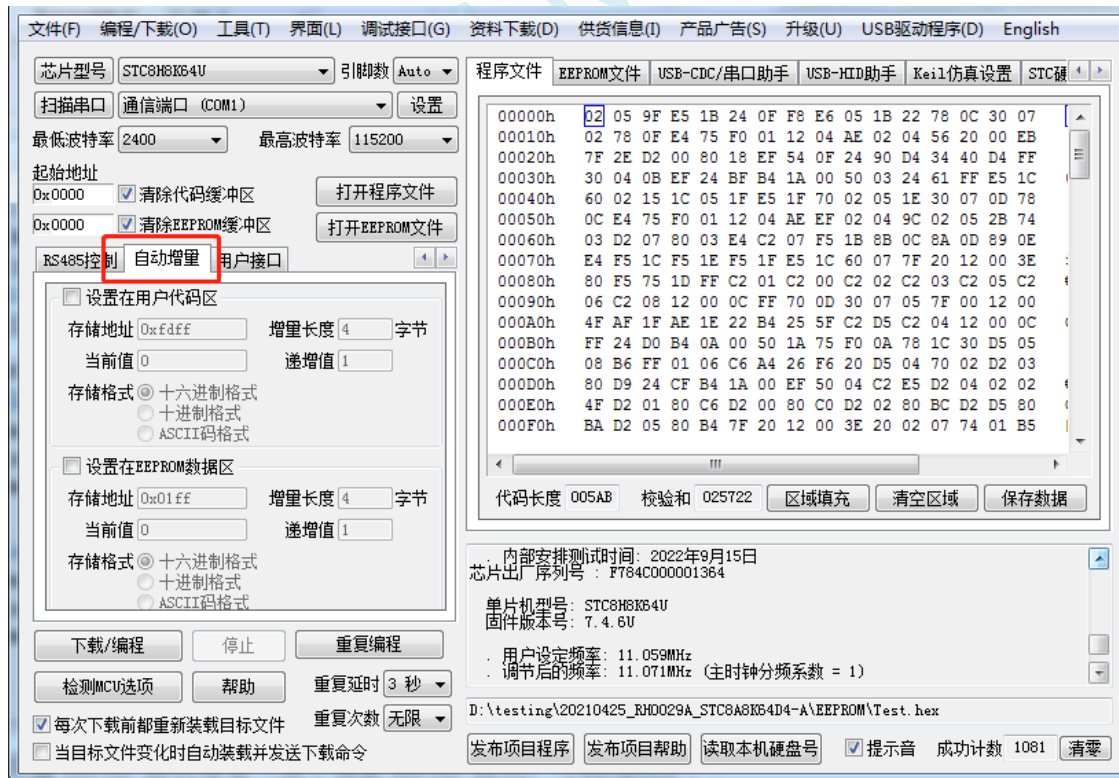 文件(F) 编程/下载(O) 工具(T) 界面(L) 调试接口(G) 资料下载(D) 供货信息(I) 产品广告(S) 升级(U) USB驱动程序(D) English
芯片型号 STC8H8K64U 引脚数 Auto
扫描串口 通信端口 (COM1) 设置
最低波特率 2400 最高波特率 115200
起始地址
0x0000 清除代码缓冲区 打开程序文件
0x0000 清除EEPROM缓冲区 打开EEPROM文件
RS485控制 自动增量 用户接口
设置在用户代码区
存储地址 0xfdff 增量长度 4 字节
当前值 0 递增值 1
存储格式 十六进制格式
十进制格式
ASCII码格式
设置在EEPROM数据区
存储地址 0x01ff 增量长度 4 字节
当前值 0 递增值 1
存储格式 十六进制格式
十进制格式
ASCII码格式
下载/编程 停止 重复编程
检测MCU选项 帮助 重复延时 3 秒
每次下载前都重新装载目标文件 重复次数 无限
当目标文件变化时自动装载并发送下载命令
程序文件 EEPROM文件 USB-CDC/串口助手 USB-HID助手 Keil仿真设置 STC硬
00000h 02 05 9F E5 1B 24 0F F8 E6 05 1B 22 78 0C 30 07
00010h 02 78 0F E4 75 F0 01 12 04 AE 02 04 56 20 00 EB
00020h 7F 2E D2 00 80 18 EF 54 0F 24 90 D4 34 40 D4 FF
00030h 30 04 0B EF 24 BF B4 1A 00 50 03 24 61 FF E5 1C
00040h 60 02 15 1C 05 1F E5 1F 70 02 05 1E 30 07 0D 78
00050h 0C E4 75 F0 01 12 04 AE EF 02 04 9C 02 05 2B 74
00060h 03 D2 07 80 03 E4 C2 07 F5 1B 8B 0C 8A 0D 89 0E
00070h E4 F5 1C F5 1E F5 1F E5 1C 60 07 7F 20 12 00 3E
00080h 80 F5 75 1D FF C2 01 C2 00 C2 02 C2 03 C2 05 C2
00090h 06 C2 08 12 00 0C FF 70 0D 30 07 05 7F 00 12 00
000A0h 4F AF 1F AE 1E 22 B4 25 5F C2 D5 C2 04 12 00 0C
000B0h FF 24 D0 B4 0A 00 50 1A 75 F0 0A 78 1C 30 D5 05
000C0h 08 B6 FF 01 06 C6 A4 26 F6 20 D5 04 70 02 D2 03
000D0h 80 D9 24 CF B4 1A 00 EF 50 04 C2 E5 D2 04 02 02
000E0h 4F D2 01 80 C6 D2 00 80 C0 D2 02 80 BC D2 D5 80
000F0h BA D2 05 80 B4 7F 20 12 00 3E 20 02 07 74 01 B5
代码长度 005AB 校验和 025722 区域填充 清空区域 保存数据
. 内部安排测试时间: 2022年9月15日
芯片出厂序列号 : F784C000001364
单片机型号: STC8H8K64U
固件版本号: 7.4.6U
. 用户设定频率: 11.059MHz
. 调节后的频率: 11.071MHz (主时钟分频系数 = 1)
D:\testing\20210425_RH0029A_STC8A8K64D4-A\EEPROM\Test.hex
发布项目程序 发布项目帮助 读取本机硬盘号 提示音 成功计数 1081 清零